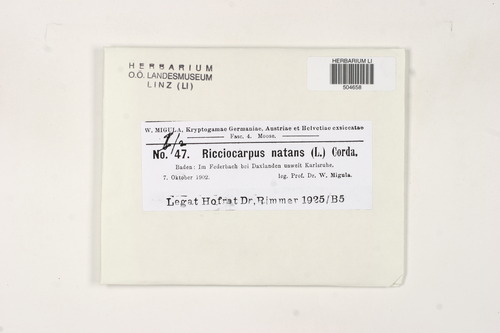 HERBARIUM
O.Ö. LANDESMUSEUM
LINZ (LI)
HERBARIUM LI
504658
W. MIGULA, Kryptogamae Germaniae, Austriae et Helvetiae exsiccatae
Fasc. 4. Moose.
No. 47. Ricciocarpus natans (L.) Corda.
Baden: Im Federbach bei Daxlanden unweit Karlsruhe.
7. Oktober 1902. leg. Prof. Dr. W. Migula.
Legat Hofrat Dr. Rimmer 1925/B5